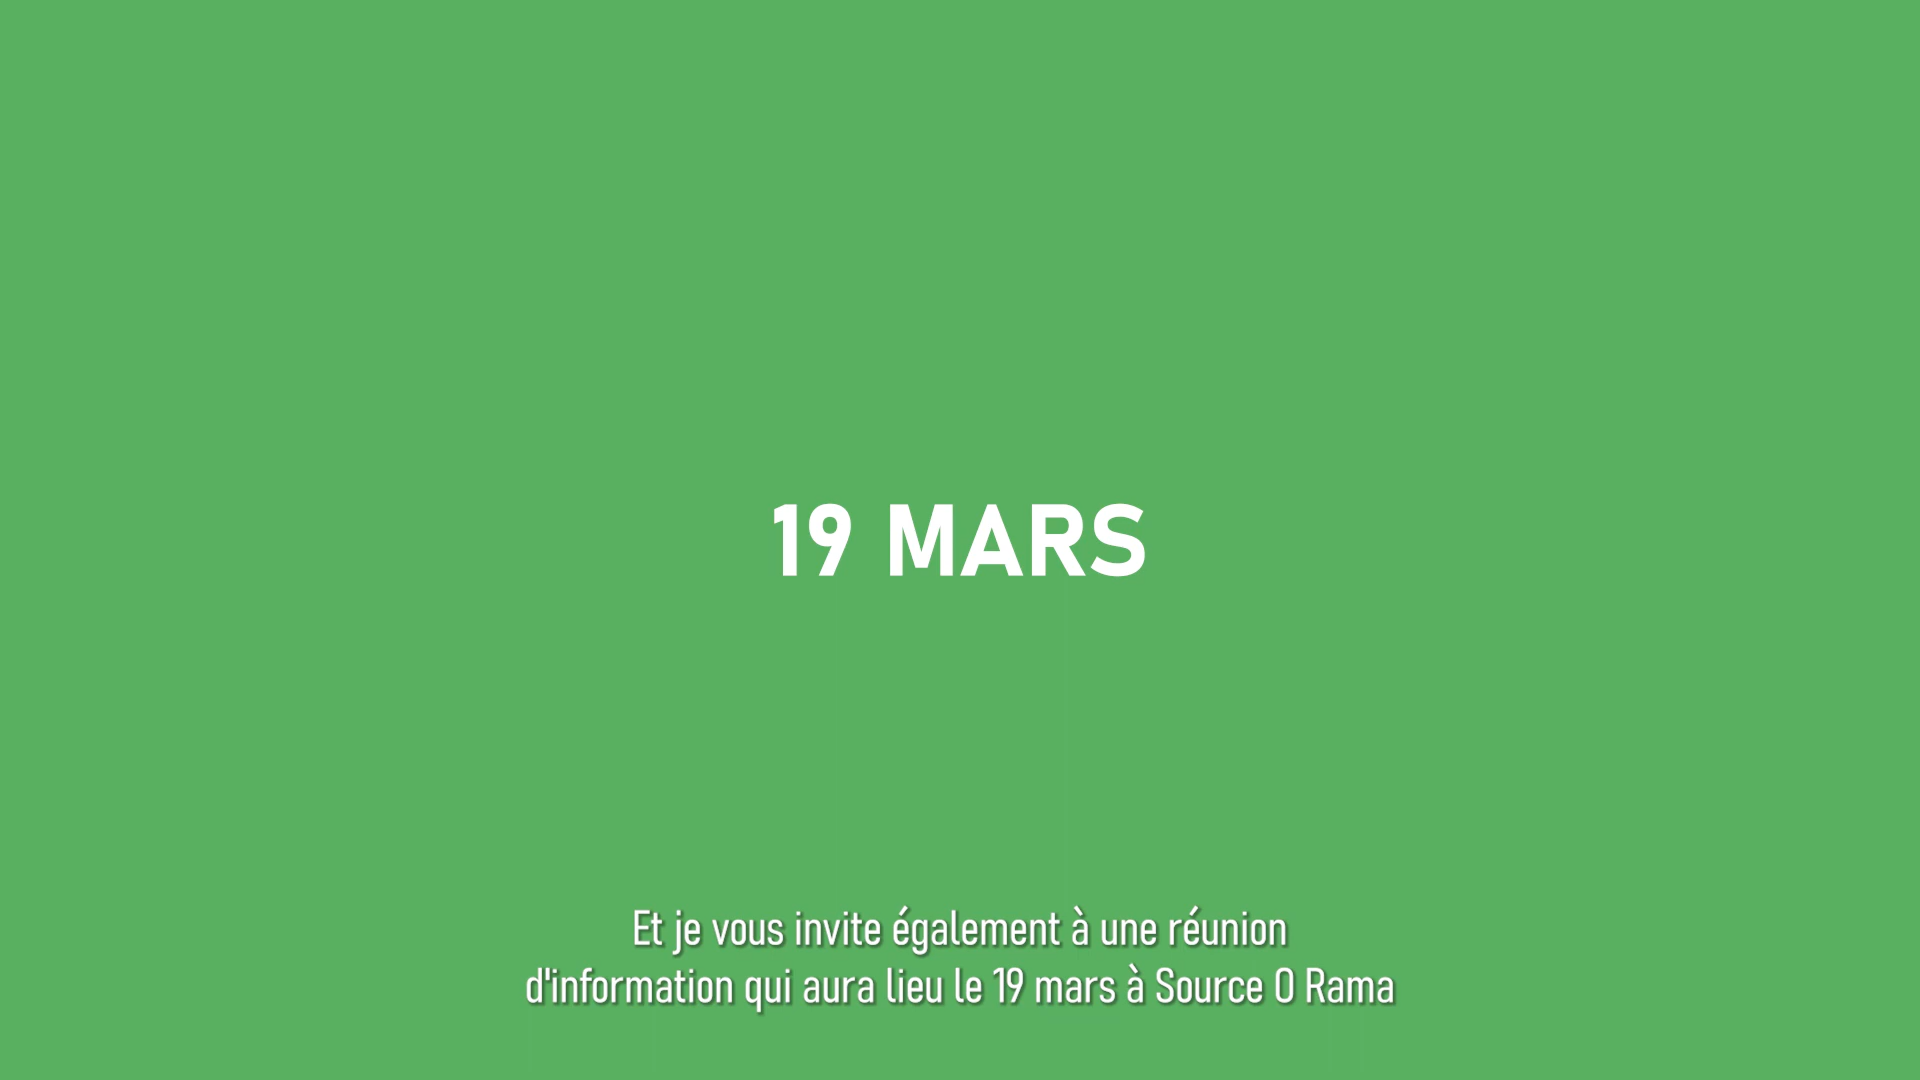 19 MARS
Et je vous invite également à une réunion
d'information qui aura lieu le 19 mars à Source O Rama